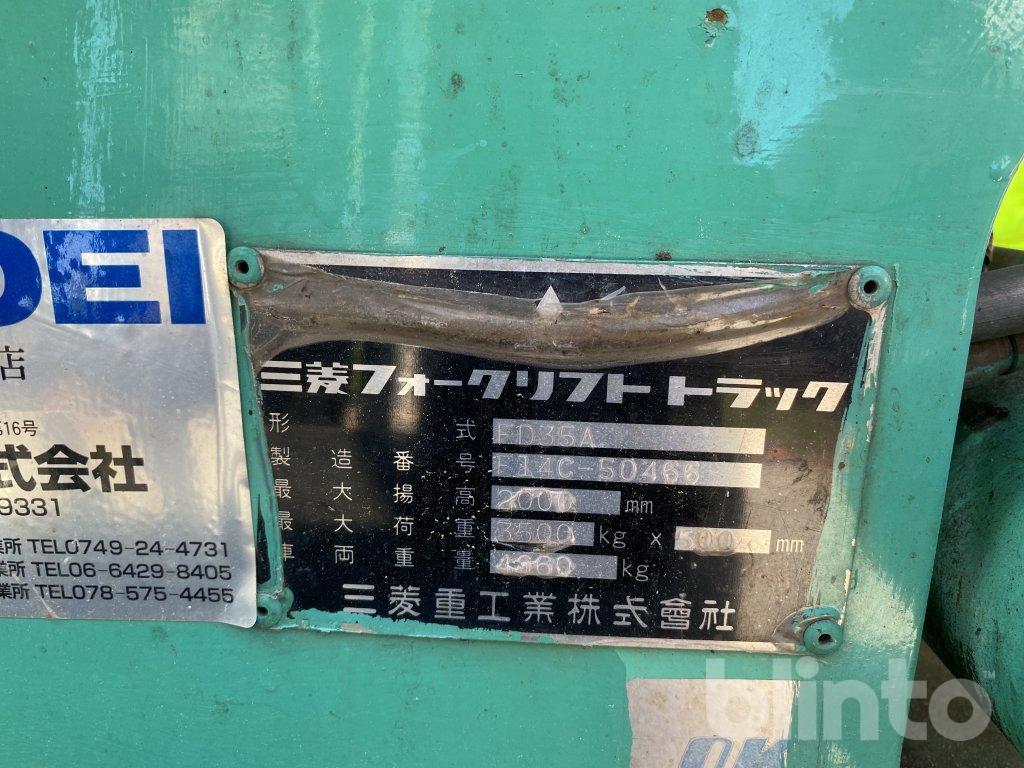 DEI
店
16号
式会社
9331
業所 TEL0749-24-4731
業所 TEL06-6429-8405
業所 TEL078-575-4455
三菱フォークリフト トラック
形 式 FD35A
製造番号 F14C-50466
最大揚高 2000 mm
最大荷重 3500 kg x 500 mm
車両重量 kg
三菱重工業株式會社
OK
blinto™